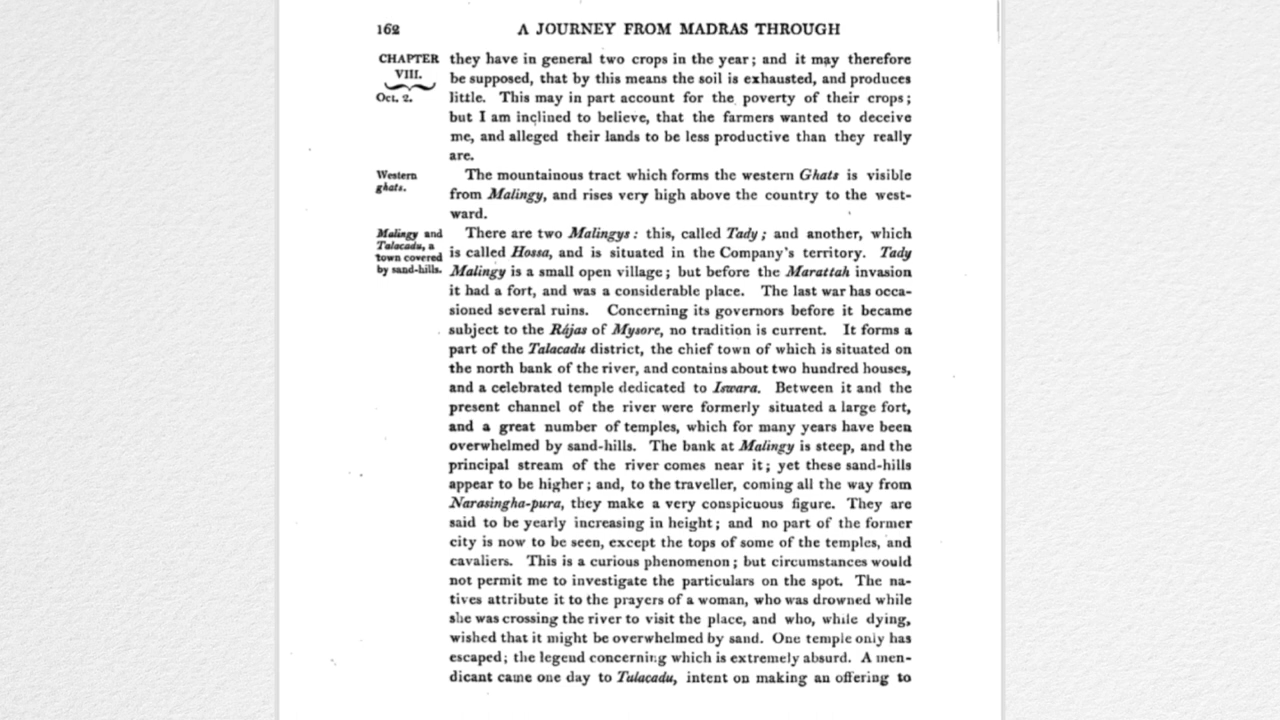 162
A JOURNEY FROM MADRAS THROUGH
CHAPTER
VIII.
Oct. 2.
they have in general two crops in the year; and it may therefore
be supposed, that by this means the soil is exhausted, and produces
little. This may in part account for the poverty of their crops;
but I am inclined to believe, that the farmers wanted to deceive
me, and alleged their lands to be less productive than they really
are.
Western
ghats.
The mountainous tract which forms the western Ghats is visible
from Malingy, and rises very high above the country to the west-
ward.
Malingy and
Talacadu, a
town covered
by sand-hills.
There are two Malingys: this, called Tady; and another, which
is called Hossa, and is situated in the Company's territory. Tady
Malingy is a small open village; but before the Marattah invasion
it had a fort, and was a considerable place. The last war has occa-
sioned several ruins. Concerning its governors before it became
subject to the Rájas of Mysore, no tradition is current. It forms a
part of the Talacadu district, the chief town of which is situated on
the north bank of the river, and contains about two hundred houses,
and a celebrated temple dedicated to Iswara. Between it and the
present channel of the river were formerly situated a large fort,
and a great number of temples, which for many years have been
overwhelmed by sand-hills. The bank at Malingy is steep, and the
principal stream of the river comes near it; yet these sand-hills
appear to be higher; and, to the traveller, coming all the way from
Narasingha-pura, they make a very conspicuous figure. They are
said to be yearly increasing in height; and no part of the former
city is now to be seen, except the tops of some of the temples, and
cavaliers. This is a curious phenomenon; but circumstances would
not permit me to investigate the particulars on the spot. The na-
tives attribute it to the prayers of a woman, who was drowned while
she was crossing the river to visit the place, and who, while dying,
wished that it might be overwhelmed by sand. One temple only has
escaped; the legend concerning which is extremely absurd. A men-
dicant came one day to Talacadu, intent on making an offering to